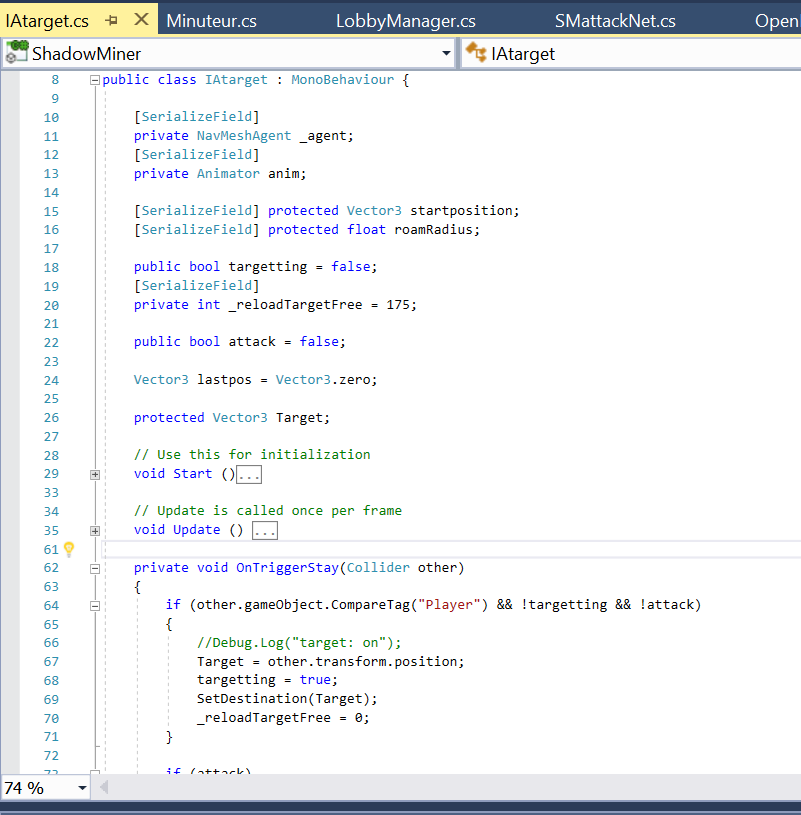 IAtarget.cs Minuteur.cs LobbyManager.cs SMattackNet.cs Open
ShadowMiner IAtarget
8 public class IAtarget : MonoBehaviour {
9
10 [SerializeField]
11 private NavMeshAgent _agent;
12 [SerializeField]
13 private Animator anim;
14
15 [SerializeField] protected Vector3 startposition;
16 [SerializeField] protected float roamRadius;
17
18 public bool targetting = false;
19 [SerializeField]
20 private int _reloadTargetFree = 175;
21
22 public bool attack = false;
23
24 Vector3 lastpos = Vector3.zero;
25
26 protected Vector3 Target;
27
28 // Use this for initialization
29 void Start ()...
33
34 // Update is called once per frame
35 void Update () ...
61
62 private void OnTriggerStay(Collider other)
63 {
64 if (other.gameObject.CompareTag("Player") && !targetting && !attack)
65 {
66 //Debug.Log("target: on");
67 Target = other.transform.position;
68 targetting = true;
69 SetDestination(Target);
70 _reloadTargetFree = 0;
71 }
72
73 if (attack)
74 %